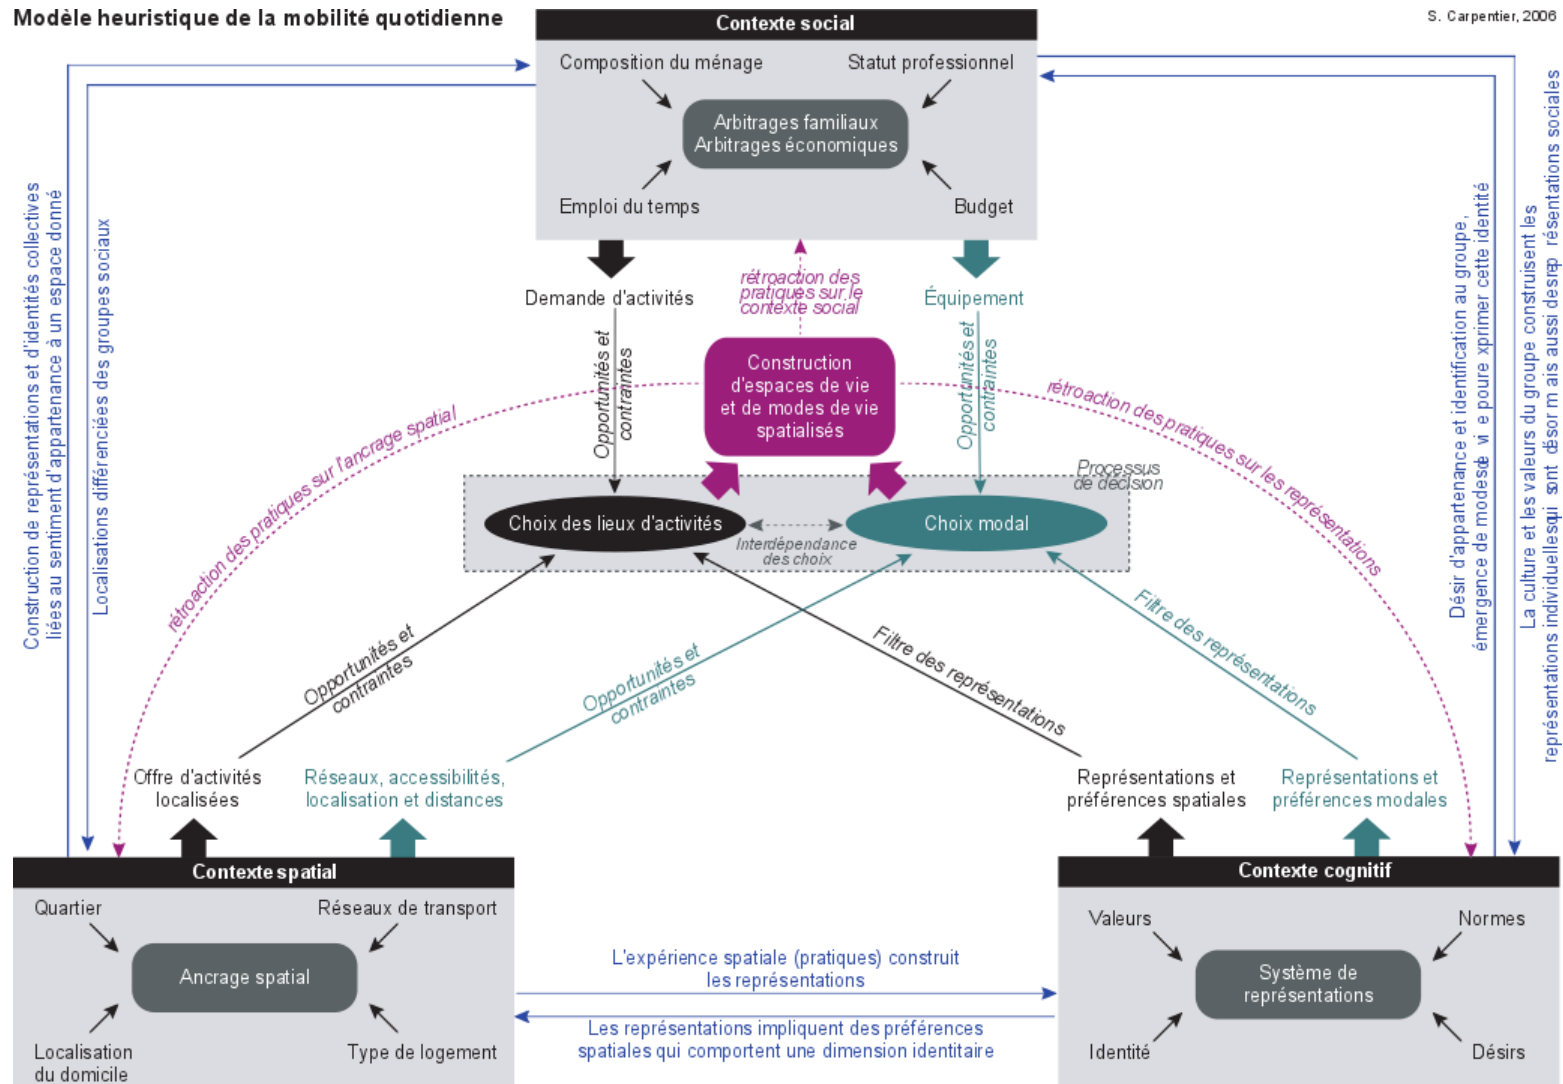 Modèle heuristique de la mobilité quotidienne
S. Carpentier, 2006
Contexte social
Composition du ménage
Statut professionnel
Arbitrages familiaux
Arbitrages économiques
Emploi du temps
Budget
Demande d'activités
Équipement
rétroaction des
pratiques sur le
contexte social
Opportunités et
contraintes
Opportunités et
contraintes
Construction
d'espaces de vie
et de modes de vie
spatialisés
Processus
de décision
Choix des lieux d'activités
Choix modal
Interdépendance
des choix
rétroaction des pratiques sur l'ancrage spatial
rétroaction des pratiques sur les représentations
Construction de représentations et d'identités collectives
liées au sentiment d'appartenance à un espace donné
Localisations différenciées des groupes sociaux
Désir d'appartenance et identification au groupe,
émergence de modesde vi e poure xprimer cette identité
La culture et les valeurs du groupe construisent les
représentations individuellesqui sont désor m ais aussi desrep résentations sociales
Opportunités et
contraintes
Opportunités et
contraintes
Filtre des représentations
Filtre des représentations
Offre d'activités
localisées
Réseaux, accessibilités,
localisation et distances
Représentations et
préférences spatiales
Représentations et
préférences modales
Contexte spatial
Quartier
Réseaux de transport
Ancrage spatial
Localisation
du domicile
Type de logement
L'expérience spatiale (pratiques) construit
les représentations
Les représentations impliquent des préférences
spatiales qui comportent une dimension identitaire
Contexte cognitif
Valeurs
Normes
Système de
représentations
Identité
Désirs